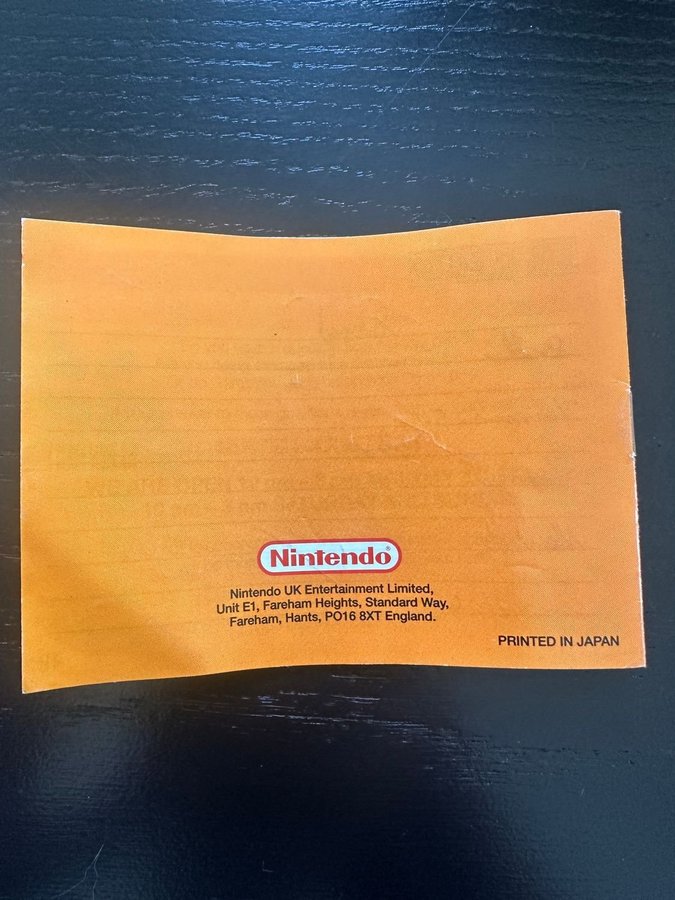 Nintendo®
Nintendo UK Entertainment Limited,
Unit E1, Fareham Heights, Standard Way,
Fareham, Hants, PO16 8XT England.
PRINTED IN JAPAN